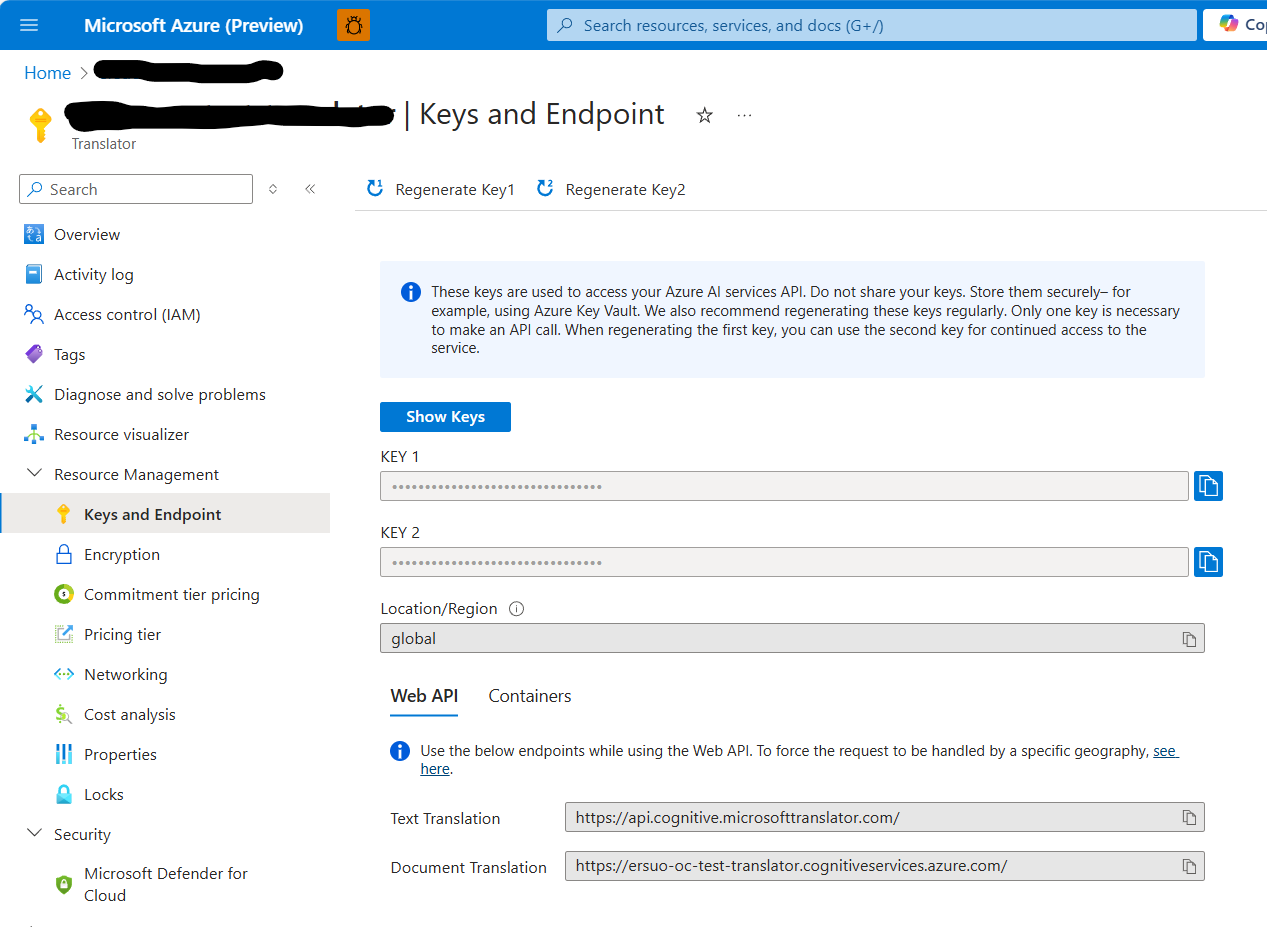 Microsoft Azure (Preview)
Search resources, services, and docs (G+/)
Home
| Keys and Endpoint
Translator
Search
Regenerate Key1
Regenerate Key2
Overview
Activity log
Access control (IAM)
Tags
Diagnose and solve problems
Resource visualizer
Resource Management
Keys and Endpoint
Encryption
Commitment tier pricing
Pricing tier
Networking
Cost analysis
Properties
Locks
Security
Microsoft Defender for
Cloud
These keys are used to access your Azure AI services API. Do not share your keys. Store them securely– for
example, using Azure Key Vault. We also recommend regenerating these keys regularly. Only one key is necessary
to make an API call. When regenerating the first key, you can use the second key for continued access to the
service.
Show Keys
KEY 1
••••••••••••••••••••••••••••••••
KEY 2
••••••••••••••••••••••••••••••••
Location/Region
global
Web API
Containers
Use the below endpoints while using the Web API. To force the request to be handled by a specific geography, see
here.
Text Translation
https://api.cognitive.microsofttranslator.com/
Document Translation
https://ersuo-oc-test-translator.cognitiveservices.azure.com/